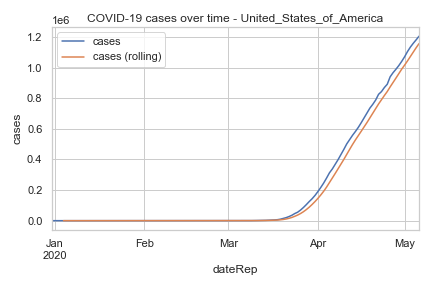 COVID-19 cases over time - United_States_of_America
1e6
cases
cases (rolling)
1.2
1.0
0.8
0.6
0.4
0.2
0.0
cases
Jan
2020
Feb
Mar
Apr
May
dateRep